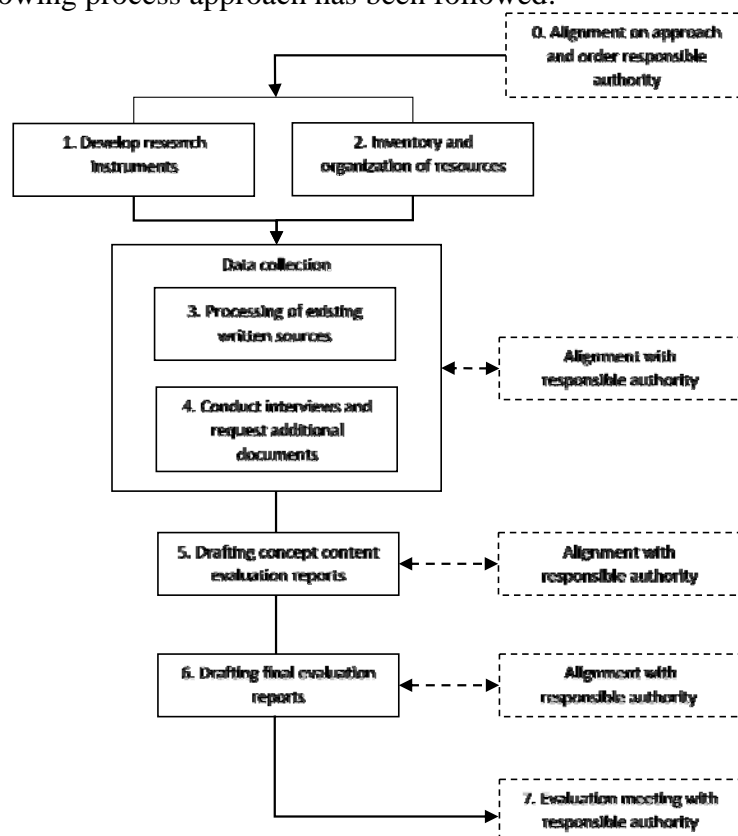 owing process approach has been followed.
0. Alignment on approach
and order responsible
authority
1. Develop research
instruments
2. Inventory and
organization of resources
Data collection
3. Processing of existing
written sources
Alignment with
responsible authority
4. Conduct interviews and
request additional
documents
5. Drafting concept content
evaluation reports
Alignment with
responsible authority
6. Drafting final evaluation
reports
Alignment with
responsible authority
7. Evaluation meeting with
responsible authority